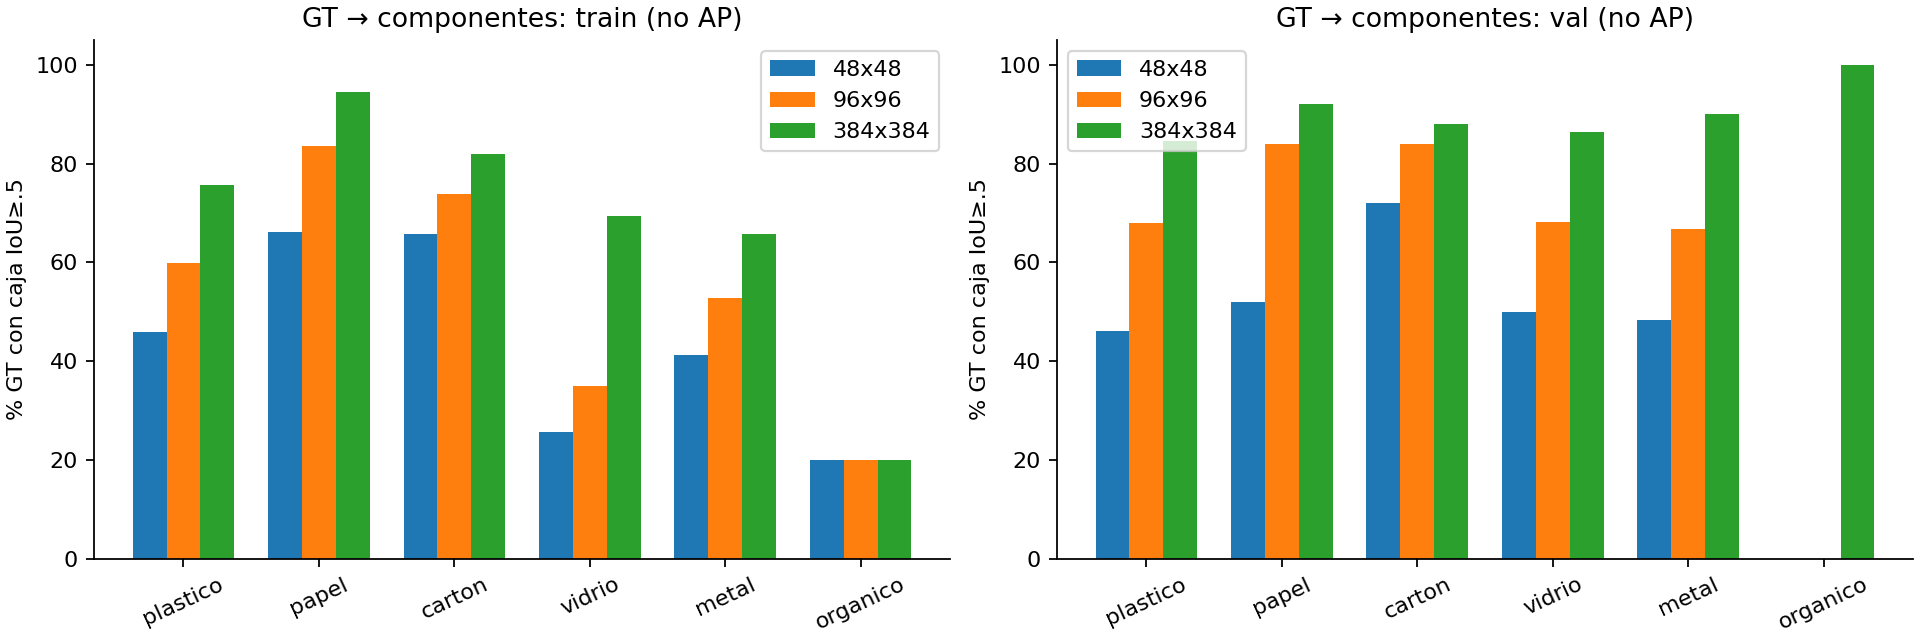 GT → componentes: train (no AP)
% GT con caja IoU≥.5
100
80
60
40
20
0
48x48
96x96
384x384
plastico
papel
carton
vidrio
metal
organico
GT → componentes: val (no AP)
% GT con caja IoU≥.5
100
80
60
40
20
0
48x48
96x96
384x384
plastico
papel
carton
vidrio
metal
organico